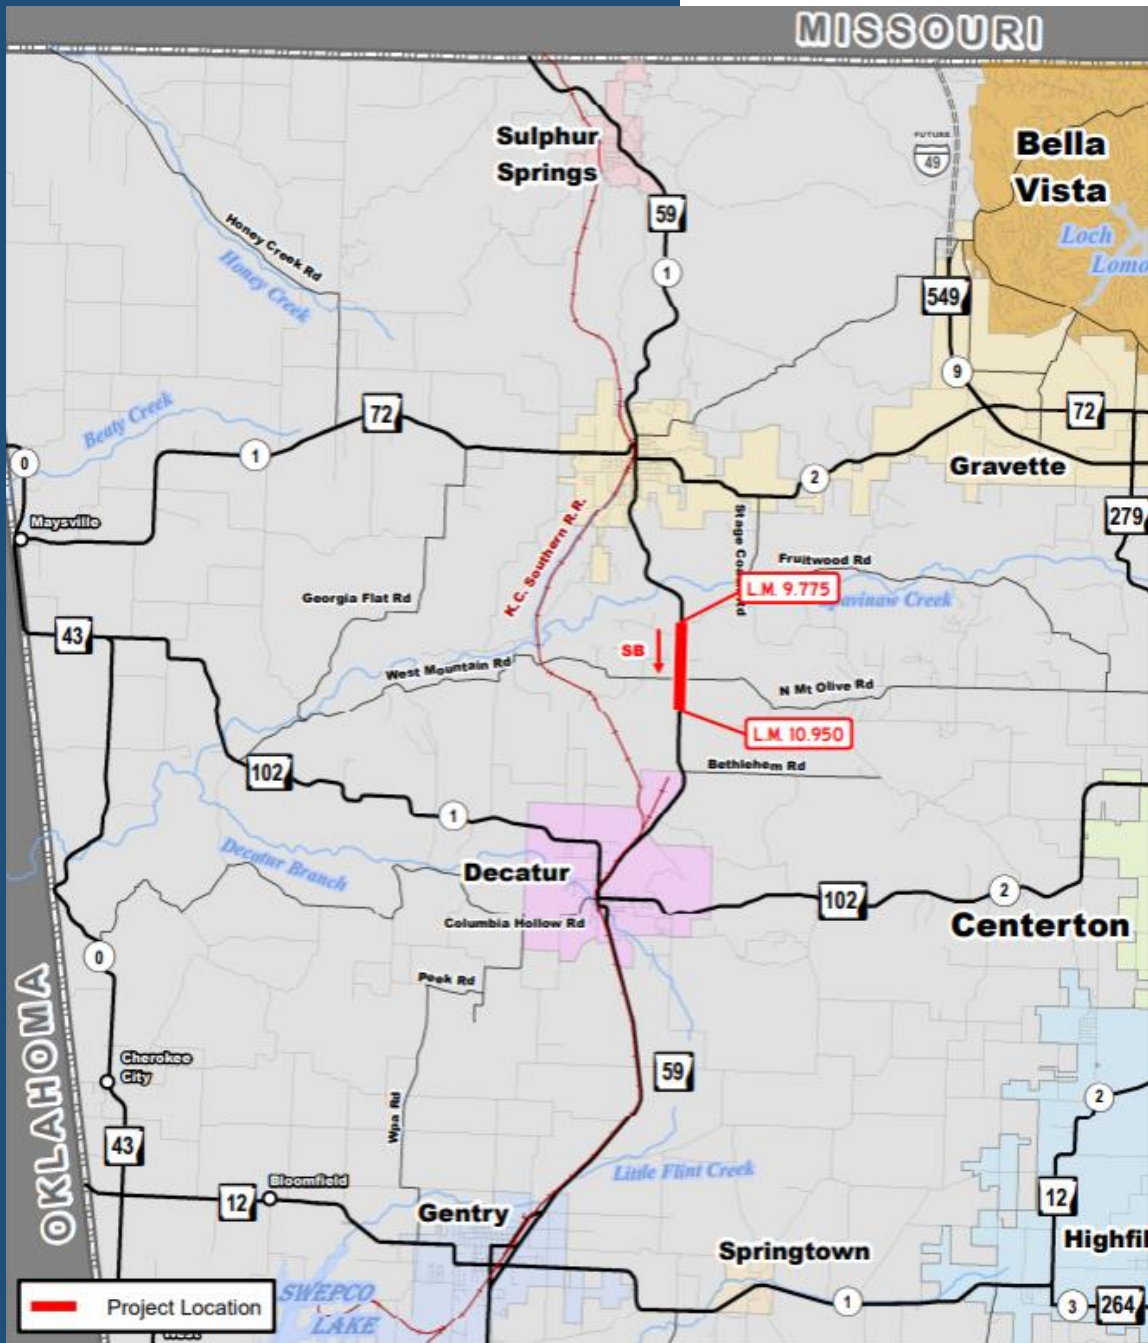 MISSOURI
Sulphur
Springs
FUTURE
49
Bella
Vista
59
Loch
Honey Creek Rd
Honey
Creek
1
549
9
72
72
Beaty Creek
1
0
2
Gravette
Maysville
279
K.C. Southern R.R.
Fruitwood Rd
L.M. 9.775
Creek
Georgia Flat Rd
43
SB
West Mountain Rd
N Mt Olive Rd
L.M. 10.950
102
Bethlehem Rd
1
Decatur Branch
Decatur
102
2
Columbia Hollow Rd
Centerton
0
Peek Rd
OKLAHOMA
Cherokee
City
59
2
Wpa Rd
43
Little Flint Creek
Bloomfield
12
12
Gentry
Springtown
SWEPCO
LAKE
1
3
264
Project Location